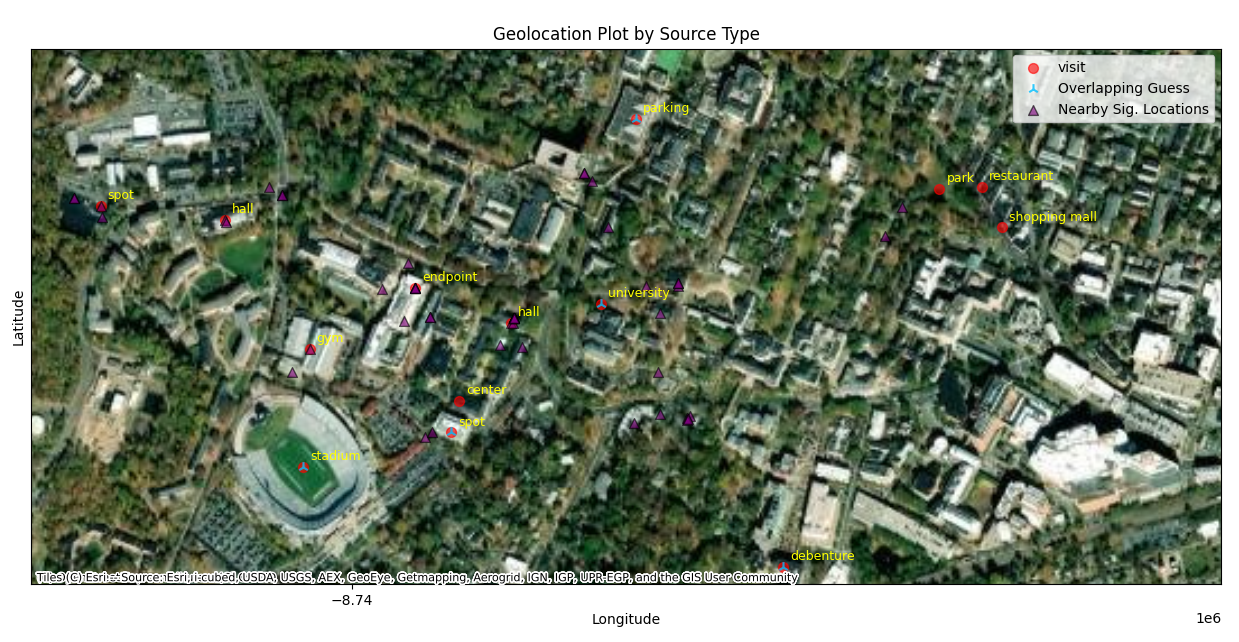 Geolocation Plot by Source Type
visit
Overlapping Guess
Nearby Sig. Locations
parking
park
restaurant
spot
hall
shopping mall
endpoint
university
hall
gym
center
spot
stadium
debenture
Latitude
Tiles (C) Esri -- Source: Esri, i-cubed, USDA, USGS, AEX, GeoEye, Getmapping, Aerogrid, IGN, IGP, UPR-EGP, and the GIS User Community
−8.74
Longitude
1e6